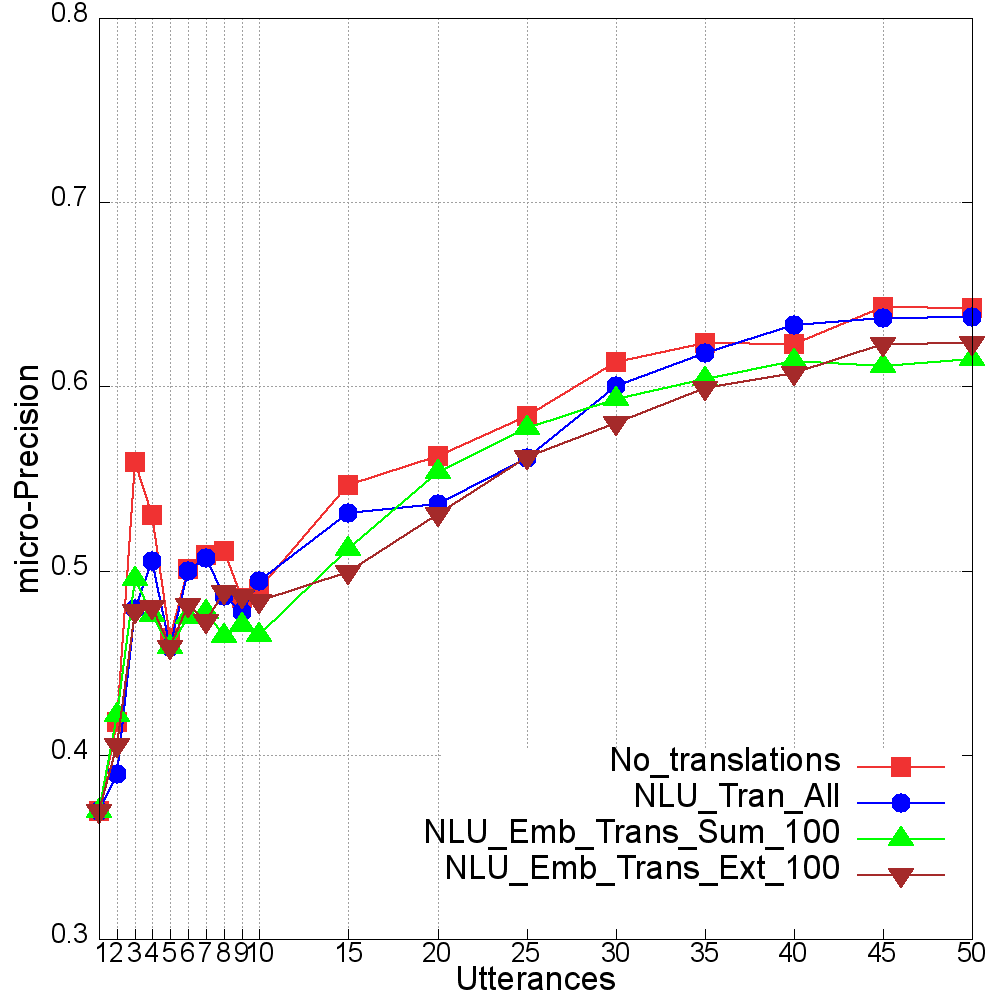 0.8
0.7
0.6
0.5
0.4
0.3
micro-Precision
No_translations
NLU_Tran_All
NLU_Emb_Trans_Sum_100
NLU_Emb_Trans_Ext_100
1 2 3 4 5 6 7 8 9 10 15 20 25 30 35 40 45 50
Utterances